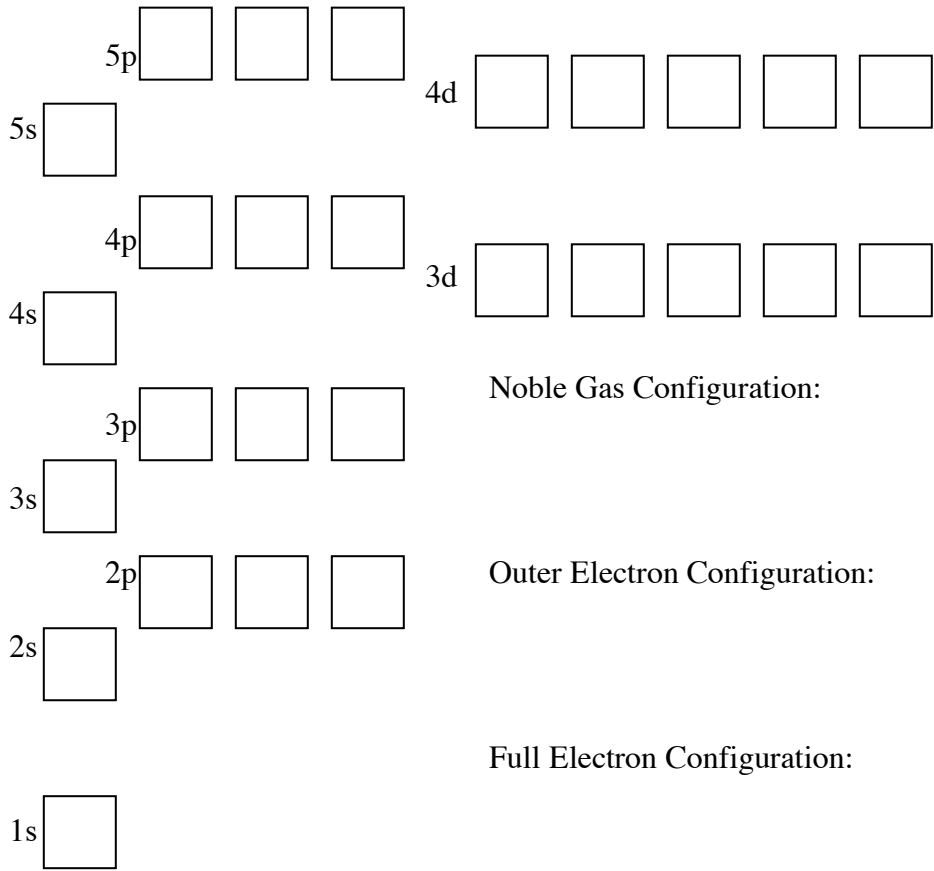 5p
4d
5s
4p
3d
4s
Noble Gas Configuration:
3p
3s
2p
Outer Electron Configuration:
2s
Full Electron Configuration:
1s